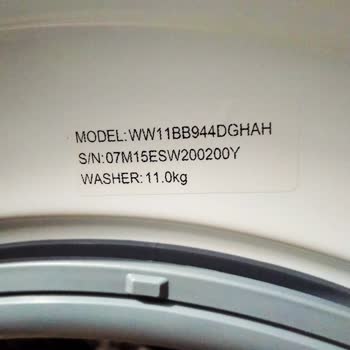 MODEL: WW11BB944DGHAH
S/N: 07M15ESW200200Y
WASHER: 11.0kg